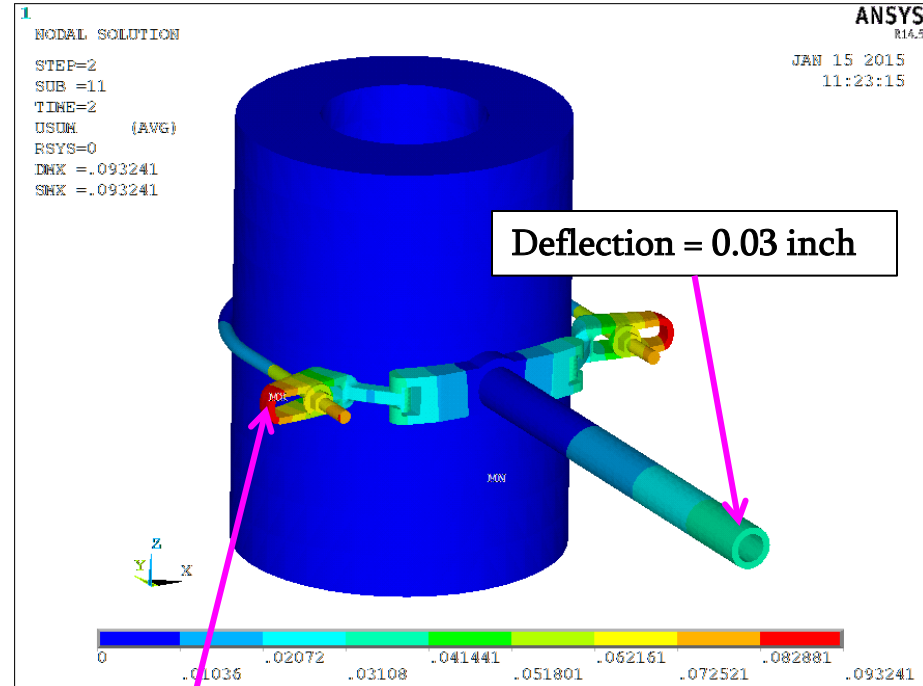 1
NODAL SOLUTION
STEP=2
SUB =11
TIME=2
USUM (AVG)
RSYS=0
DMX =.093241
SMX =.093241
ANSYS
R14.5
JAN 15 2015
11:23:15
Deflection = 0.03 inch
MX
MN
Z
Y
X
0
.01036
.02072
.03108
.041441
.051801
.062161
.072521
.082881
.093241